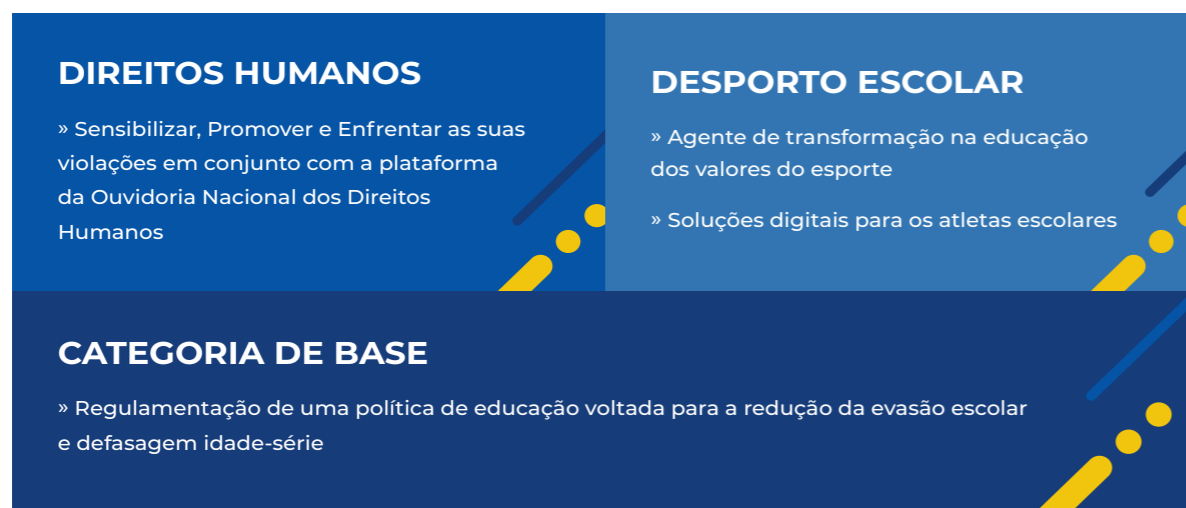 DIREITOS HUMANOS
» Sensibilizar, Promover e Enfrentar as suas
violações em conjunto com a plataforma
da Ouvidoria Nacional dos Direitos
Humanos
DESPORTO ESCOLAR
» Agente de transformação na educação
dos valores do esporte
» Soluções digitais para os atletas escolares
CATEGORIA DE BASE
» Regulamentação de uma política de educação voltada para a redução da evasão escolar
e defasagem idade-série